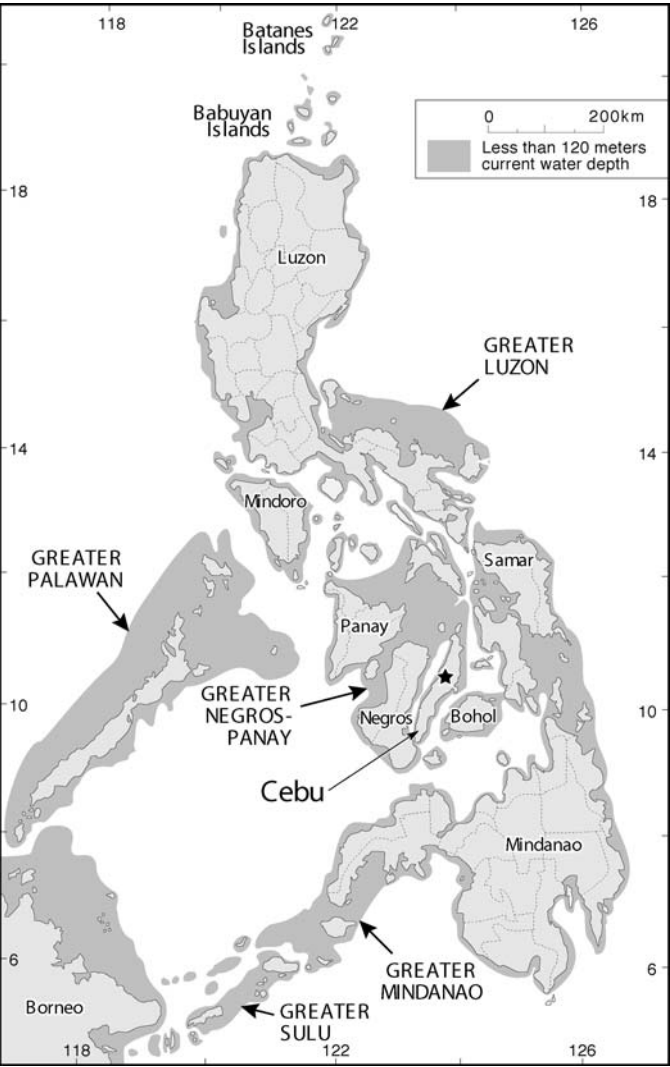 118
122
126
Batanes
Islands
Babuyan
Islands
0 200km
Less than 120 meters
current water depth
18
18
Luzon
GREATER
LUZON
14
14
Mindoro
Samar
GREATER
PALAWAN
Panay
GREATER
NEGROS-
PANAY
10
10
Negros
Bohol
Cebu
Mindanao
6
6
GREATER
MINDANAO
Borneo
GREATER
SULU
118
122
126